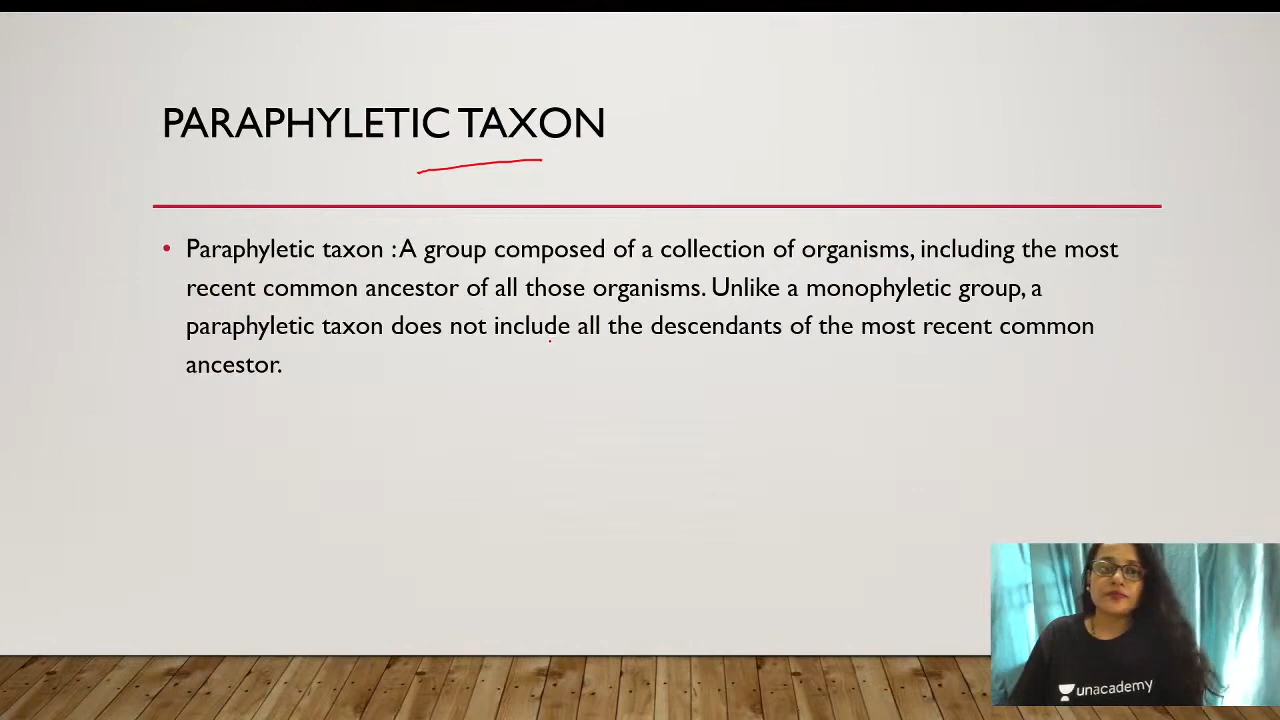 PARAPHYLETIC TAXON
• Paraphyletic taxon : A group composed of a collection of organisms, including the most
recent common ancestor of all those organisms. Unlike a monophyletic group, a
paraphyletic taxon does not include all the descendants of the most recent common
ancestor.
unacademy